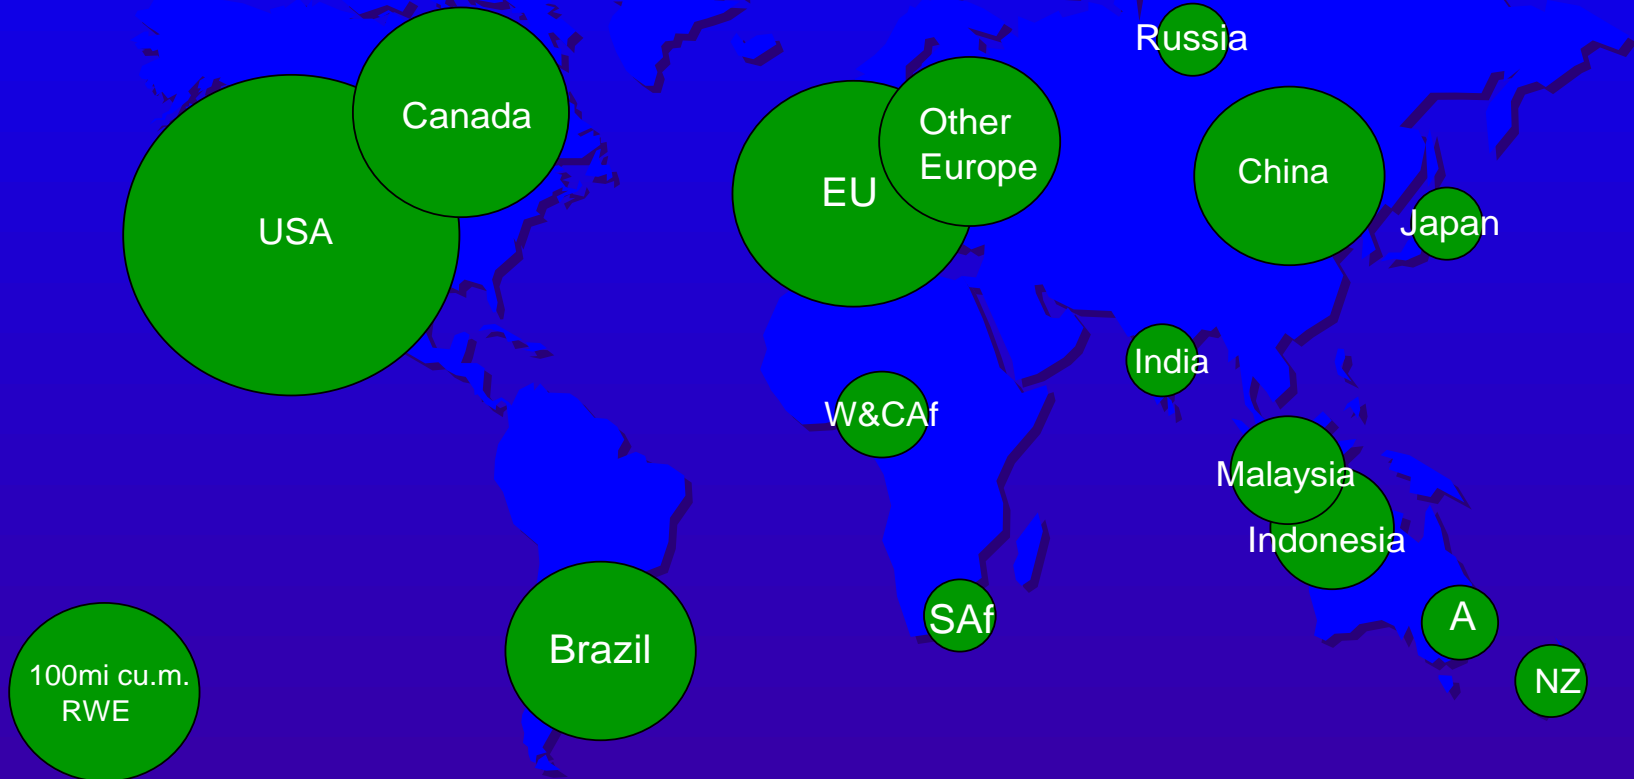 Russia
Canada
Other
Europe
China
EU
USA
Japan
India
W&CAf
Malaysia
Indonesia
SAf
A
Brazil
100mi cu.m.
RWE
NZ